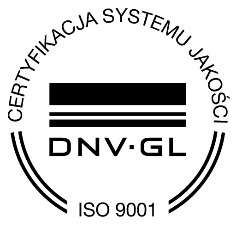 CERTYFIKACJA SYSTEMU JAKOŚCI
DNV·GL
ISO 9001